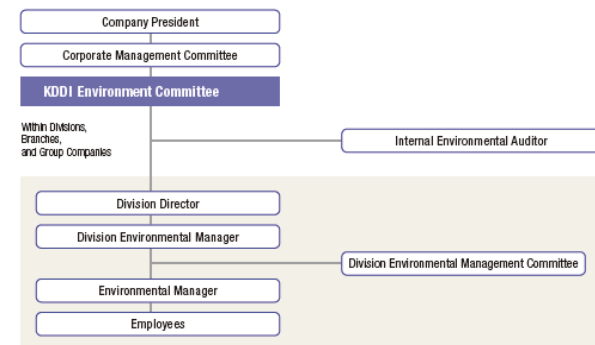 Company President
Corporate Management Committee
KDDI Environment Committee
Within Divisions,
Branches,
and Group Companies
Internal Environmental Auditor
Division Director
Division Environmental Manager
Division Environmental Management Committee
Environmental Manager
Employees